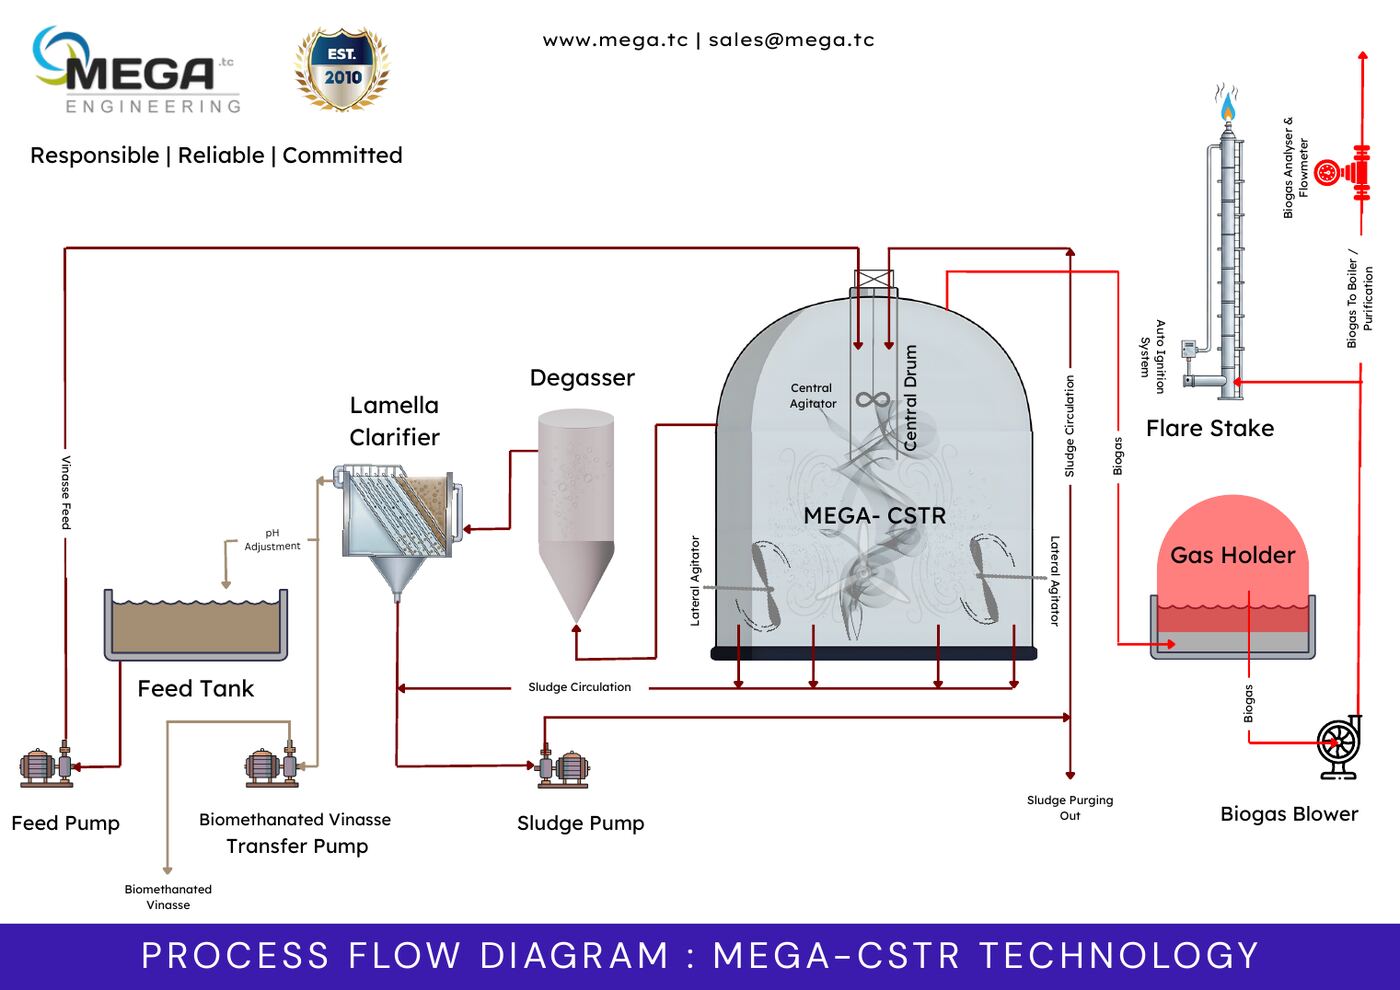 MEGA.tc
ENGINEERING
EST.
2010
www.mega.tc | sales@mega.tc
Responsible | Reliable | Committed
Biogas Analyser &
Flowmeter
Biogas To Boiler /
Purification
Auto Ignition
System
Flare Stake
Degasser
Lamella
Clarifier
Central
Agitator
Central Drum
Sludge Circulation
Biogas
Vinasse Feed
MEGA- CSTR
pH
Adjustment
Lateral Agitator
Lateral Agitator
Gas Holder
Feed Tank
Sludge Circulation
Biogas
Feed Pump
Biomethanated Vinasse
Transfer Pump
Sludge Pump
Sludge Purging
Out
Biogas Blower
Biomethanated
Vinasse
PROCESS FLOW DIAGRAM : MEGA-CSTR TECHNOLOGY